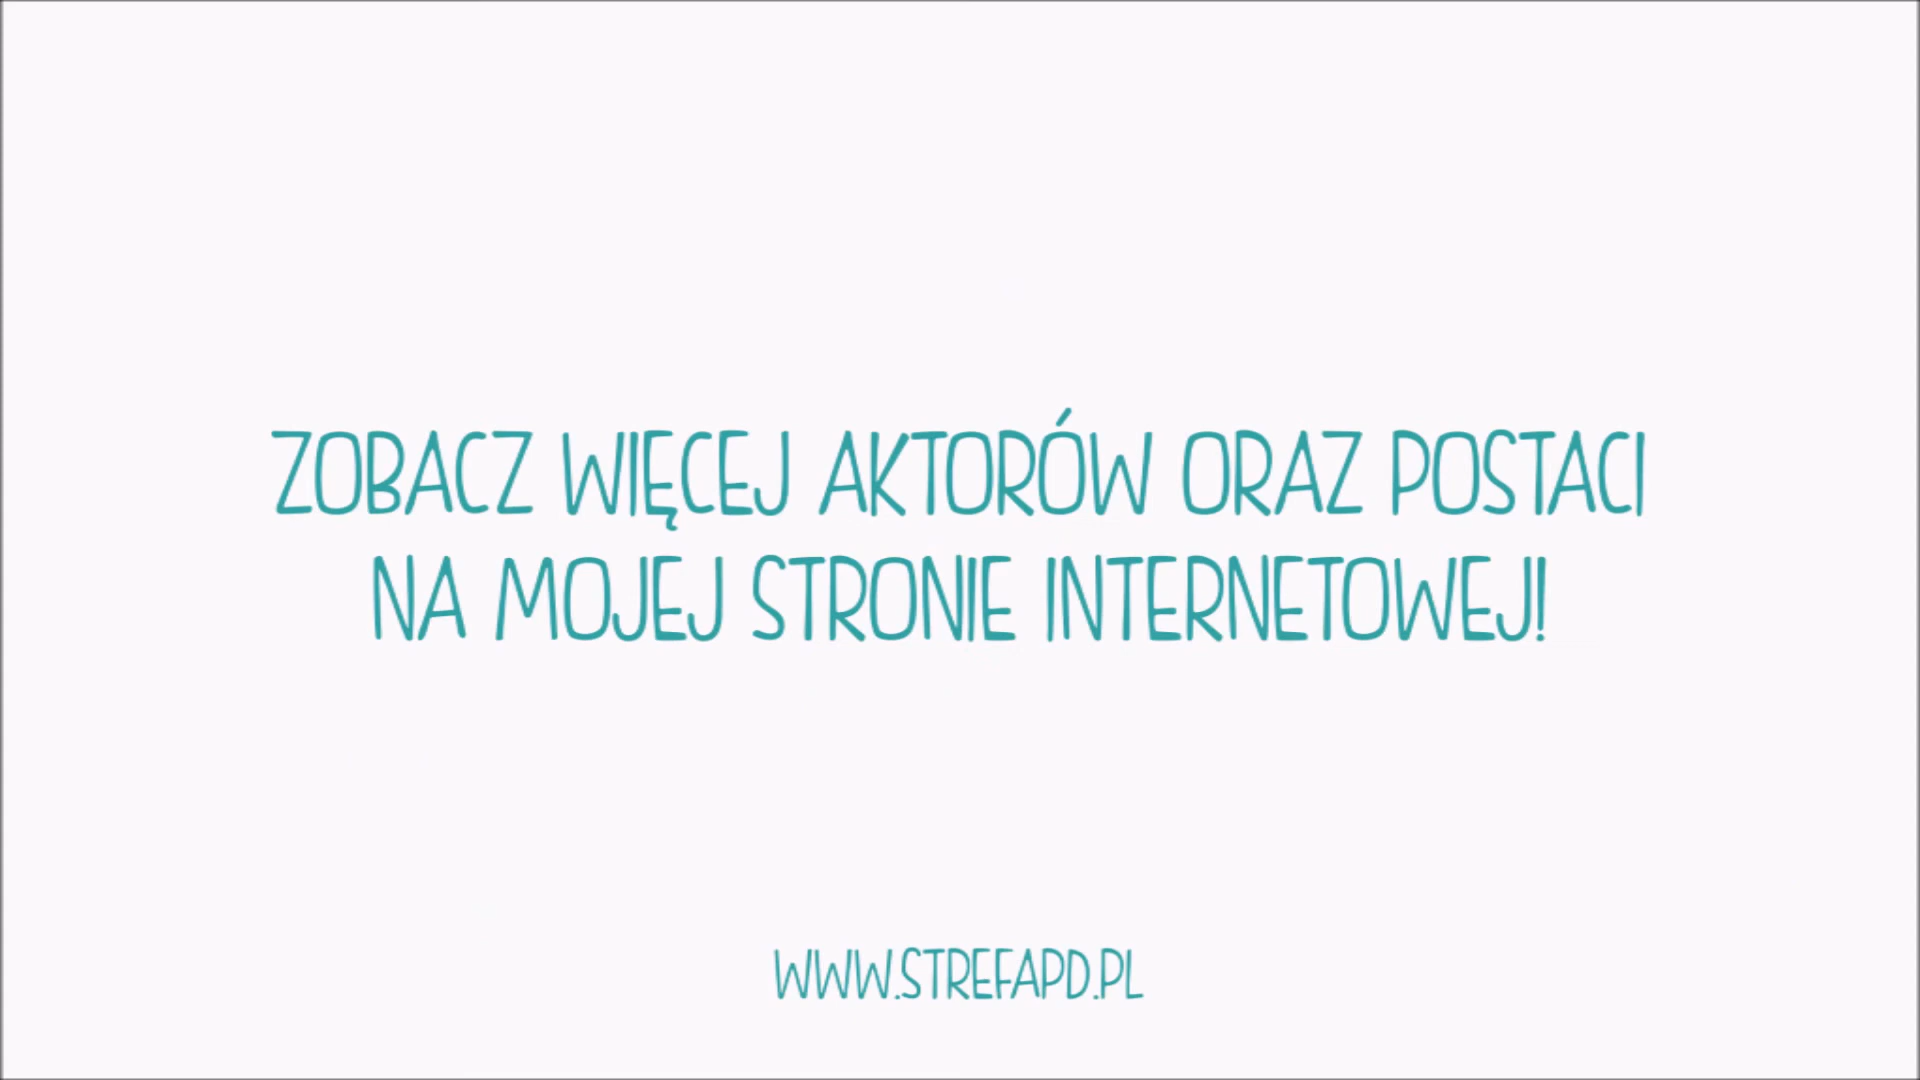 ZOBACZ WIĘCEJ AKTORÓW ORAZ POSTACI
NA MOJEJ STRONIE INTERNETOWEJ!
WWW.STREFAPD.PL